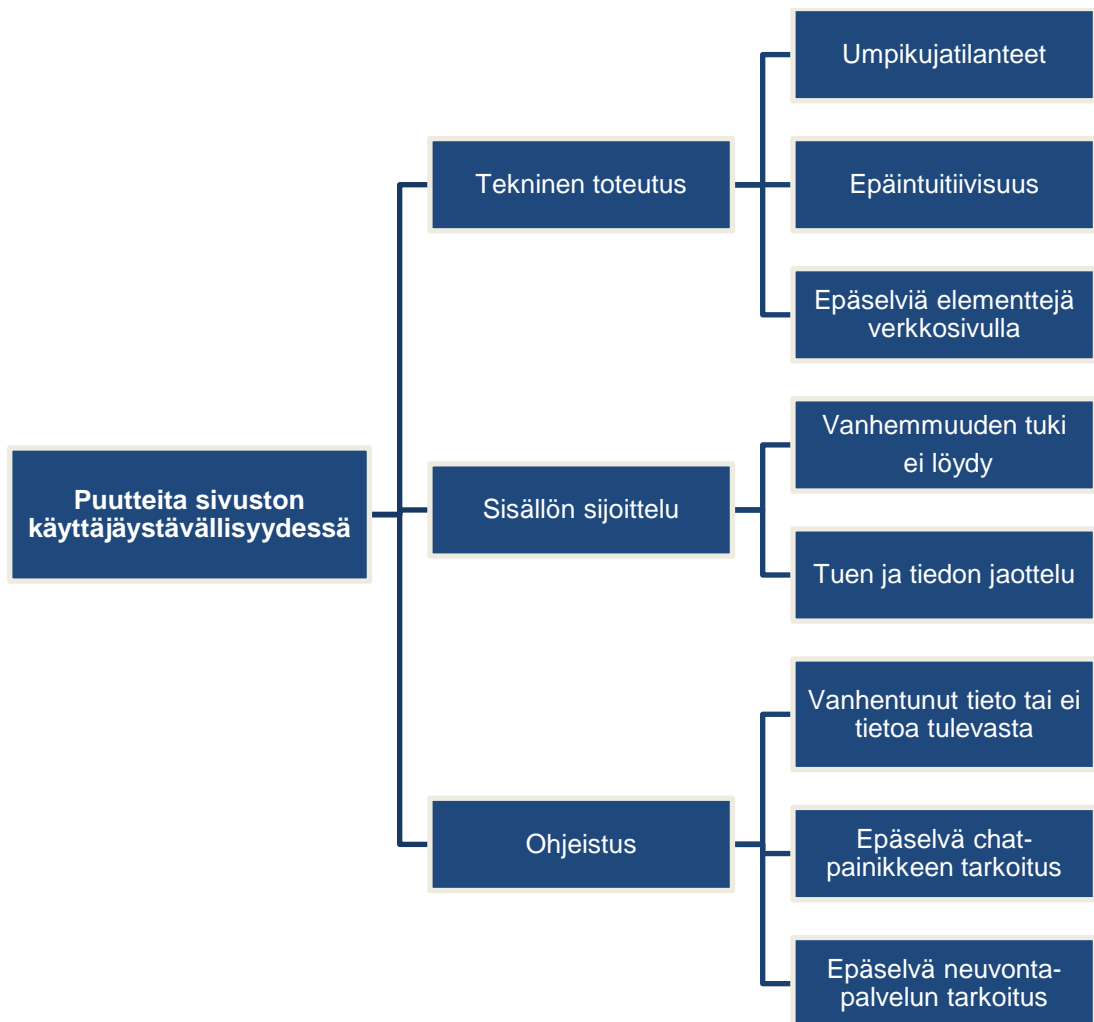 Umpikujatilanteet
Tekninen toteutus
Epäintuitiivisuus
Epäselviä elementtejä
verkkosivulla
Puutteita sivuston
käyttäjäystävällisyydessä
Sisällön sijoittelu
Vanhemmuuden tuki
ei löydy
Tuen ja tiedon jaottelu
Ohjeistus
Vanhentunut tieto tai ei
tietoa tulevasta
Epäselvä chat-
painikkeen tarkoitus
Epäselvä neuvonta-
palvelun tarkoitus